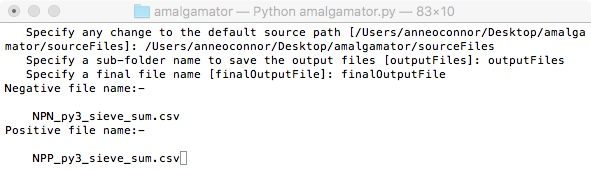 amalgamator — Python amalgamator.py — 83×10
Specify any change to the default source path [/Users/anneoconnor/Desktop/amalga
mator/sourceFiles]: /Users/anneoconnor/Desktop/amalgamator/sourceFiles
Specify a sub-folder name to save the output files [outputFiles]: outputFiles
Specify a final file name [finalOutputFile]: finalOutputFile
Negative file name:-
NPN_py3_sieve_sum.csv
Positive file name:-
NPP_py3_sieve_sum.csv